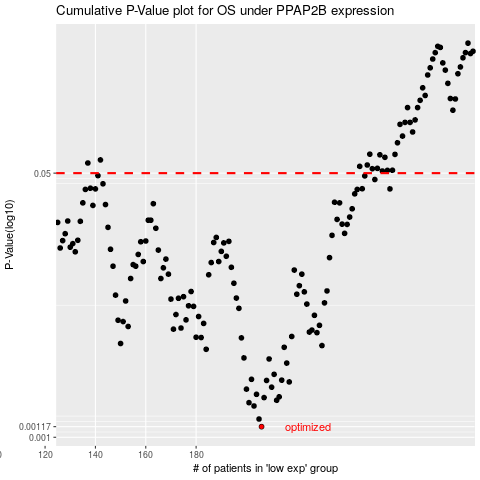 Cumulative P-Value plot for OS under PPAP2B expression
P-Value(log10)
0.05
0.00117
0.001
optimized
0 120 140 160 180
# of patients in 'low exp' group